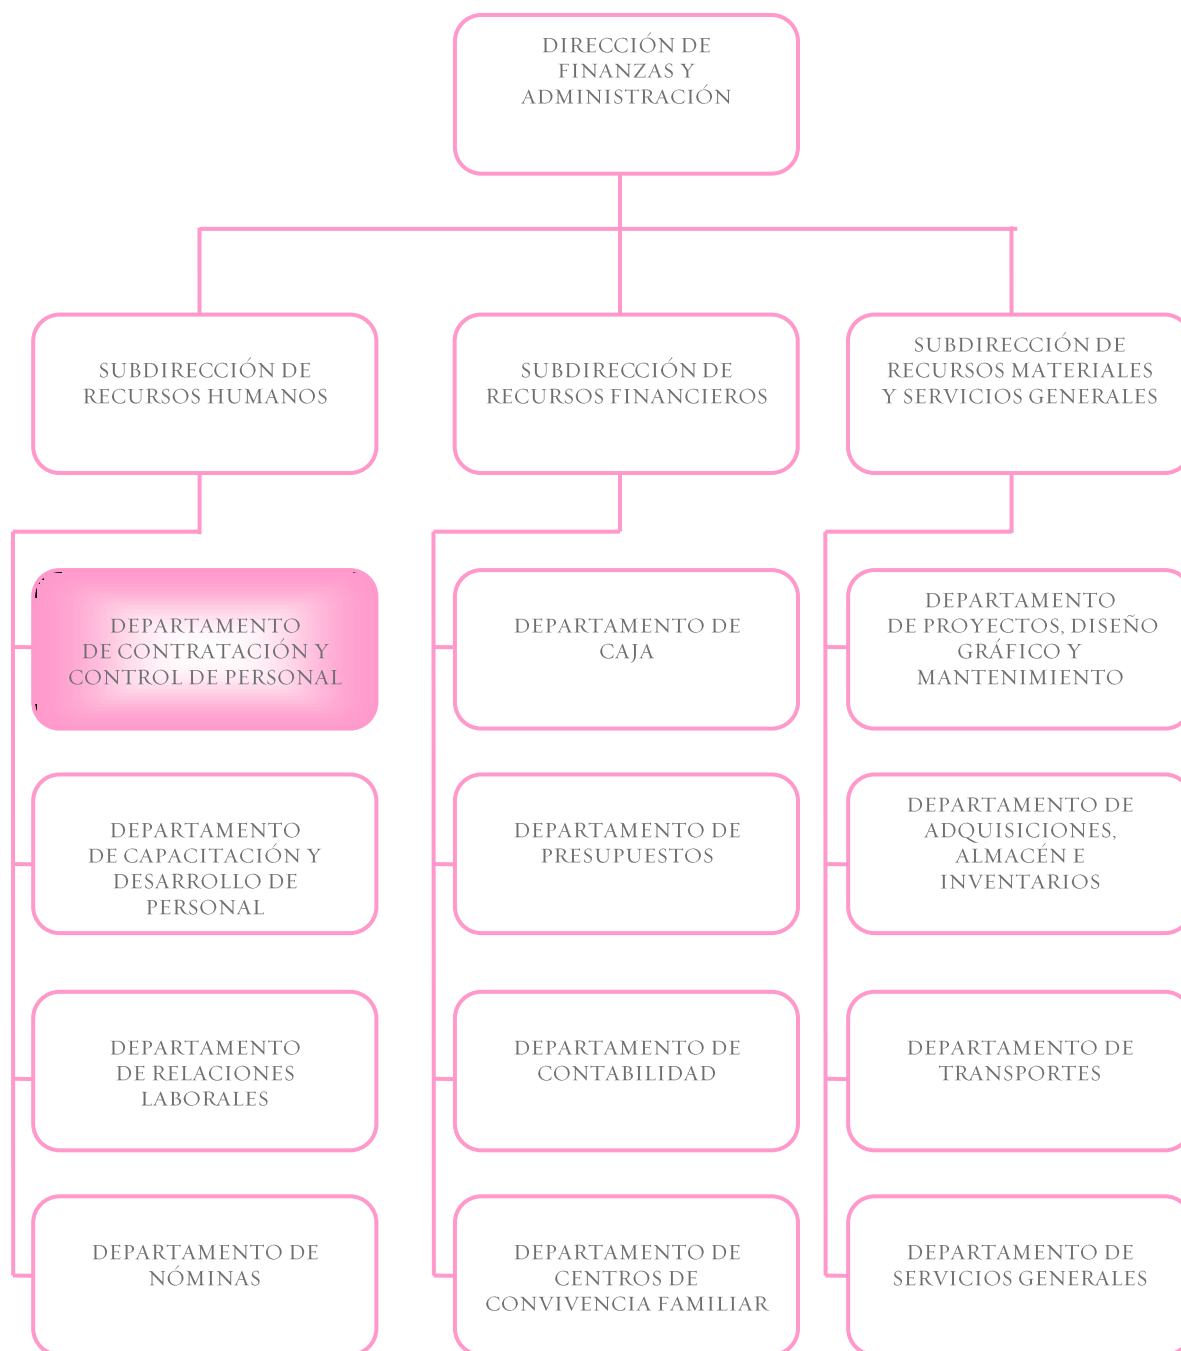 DIRECCIÓN DE
FINANZAS Y
ADMINISTRACIÓN
SUBDIRECCIÓN DE
RECURSOS HUMANOS
SUBDIRECCIÓN DE
RECURSOS FINANCIEROS
SUBDIRECCIÓN DE
RECURSOS MATERIALES
Y SERVICIOS GENERALES
DEPARTAMENTO
DE CONTRATACIÓN Y
CONTROL DE PERSONAL
DEPARTAMENTO DE
CAJA
DEPARTAMENTO
DE PROYECTOS, DISEÑO
GRÁFICO Y
MANTENIMIENTO
DEPARTAMENTO
DE CAPACITACIÓN Y
DESARROLLO DE
PERSONAL
DEPARTAMENTO DE
PRESUPUESTOS
DEPARTAMENTO DE
ADQUISICIONES,
ALMACÉN E
INVENTARIOS
DEPARTAMENTO
DE RELACIONES
LABORALES
DEPARTAMENTO DE
CONTABILIDAD
DEPARTAMENTO DE
TRANSPORTES
DEPARTAMENTO DE
NÓMINAS
DEPARTAMENTO DE
CENTROS DE
CONVIVENCIA FAMILIAR
DEPARTAMENTO DE
SERVICIOS GENERALES